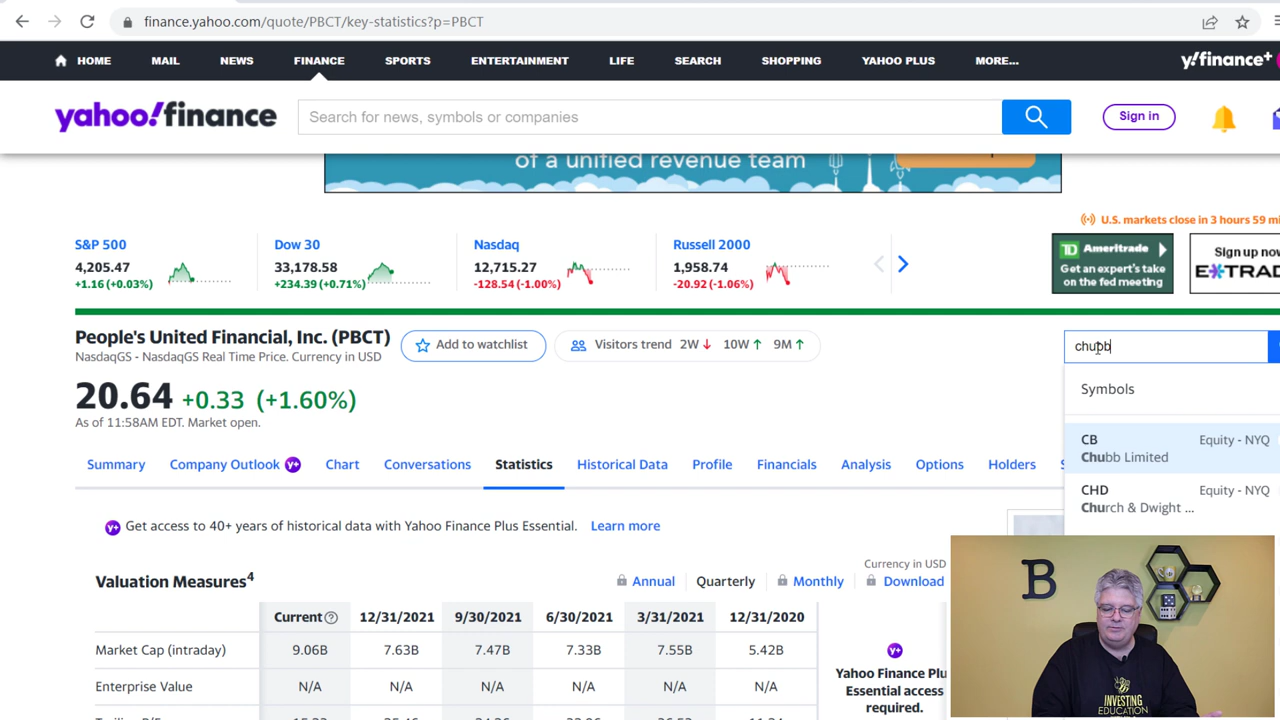 finance.yahoo.com/quote/PBCT/key-statistics?p=PBCT
HOME MAIL NEWS FINANCE SPORTS ENTERTAINMENT LIFE SEARCH SHOPPING YAHOO PLUS MORE... y!finance+
yahoo!finance Search for news, symbols or companies Sign in
of a unified revenue team
U.S. markets close in 3 hours 59 mi
S&P 500 Dow 30 Nasdaq Russell 2000
4,205.47 33,178.58 12,715.27 1,958.74
+1.16 (+0.03%) +234.39 (+0.71%) -128.54 (-1.00%) -20.92 (-1.06%)
TD Ameritrade
Get an expert's take
on the fed meeting
Sign up now
E*TRAD
People's United Financial, Inc. (PBCT) Add to watchlist Visitors trend 2W 10W 9M
NasdaqGS - NasdaqGS Real Time Price. Currency in USD
chubb
20.64 +0.33 (+1.60%)
As of 11:58AM EDT. Market open.
Symbols
CB Equity - NYQ
Chubb Limited
CHD Equity - NYQ
Church & Dwight ...
Summary Company Outlook Chart Conversations Statistics Historical Data Profile Financials Analysis Options Holders S
Get access to 40+ years of historical data with Yahoo Finance Plus Essential. Learn more
Currency in USD
Valuation Measures4 Annual Quarterly Monthly Download
Current 12/31/2021 9/30/2021 6/30/2021 3/31/2021 12/31/2020
Market Cap (intraday) 9.06B 7.63B 7.47B 7.33B 7.55B 5.42B
Enterprise Value N/A N/A N/A N/A N/A N/A
Yahoo Finance Plu
Essential access
required.
B
INVESTING
EDUCATION